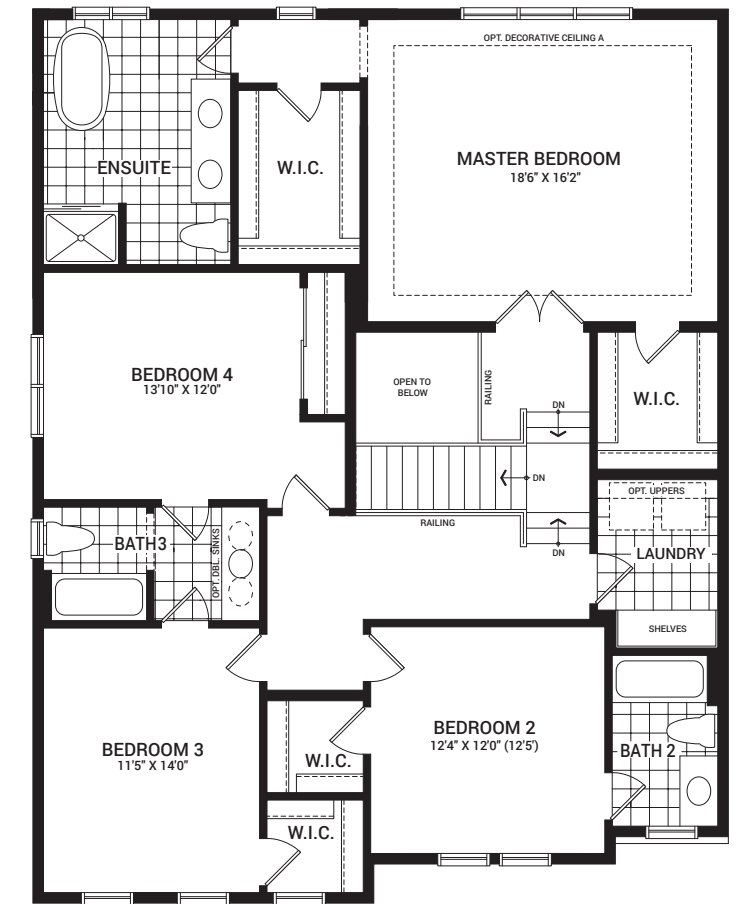 OPT. DECORATIVE CEILING A
ENSUITE
W.I.C.
MASTER BEDROOM
18'6" X 16'2"
BEDROOM 4
13'10" X 12'0"
OPEN TO
BELOW
RAILING
DN
W.I.C.
DN
RAILING
DN
OPT. UPPERS
LAUNDRY
SHELVES
BATH3
OPT. DBL. SINKS
BEDROOM 3
11'5" X 14'0"
W.I.C.
W.I.C.
BEDROOM 2
12'4" X 12'0" (12'5')
BATH 2